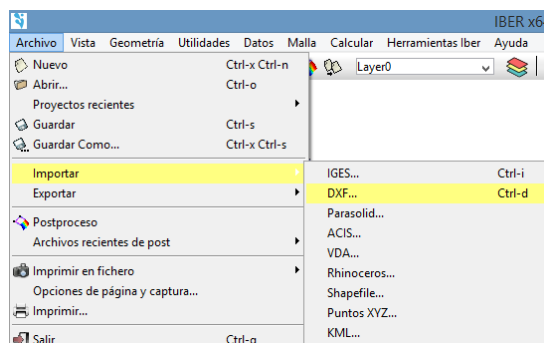 IBER x6
Archivo Vista Geometría Utilidades Datos Malla Calcular Herramientas Iber Ayuda
Nuevo Ctrl-x Ctrl-n
Layer0
Abrir... Ctrl-o
Proyectos recientes
Guardar Ctrl-s
Guardar Como... Ctrl-x Ctrl-s
Importar
Exportar
Postproceso
Archivos recientes de post
Imprimir en fichero
Opciones de página y captura...
Imprimir...
Salir Ctrl-q
IGES... Ctrl-i
DXF... Ctrl-d
Parasolid...
ACIS...
VDA...
Rhinoceros...
Shapefile...
Puntos XYZ...
KML...